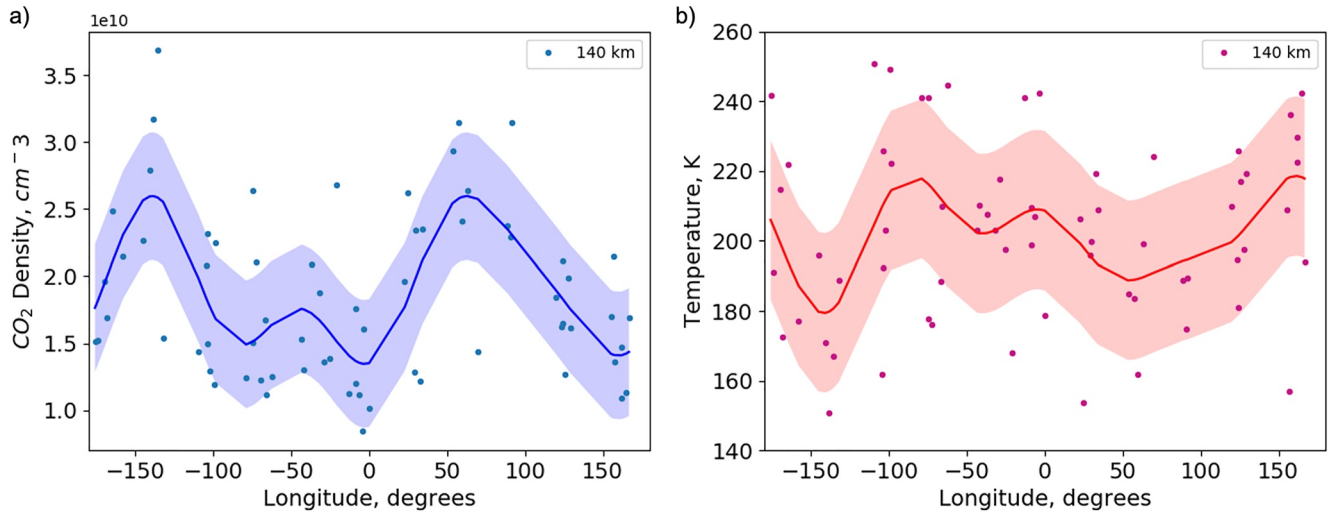 a)
1e10
140 km
3.5
3.0
2.5
2.0
1.5
1.0
CO₂ Density, cm⁻ 3
−150 −100 −50 0 50 100 150
Longitude, degrees
b)
140 km
260
240
220
200
180
160
140
Temperature, K
−150 −100 −50 0 50 100 150
Longitude, degrees